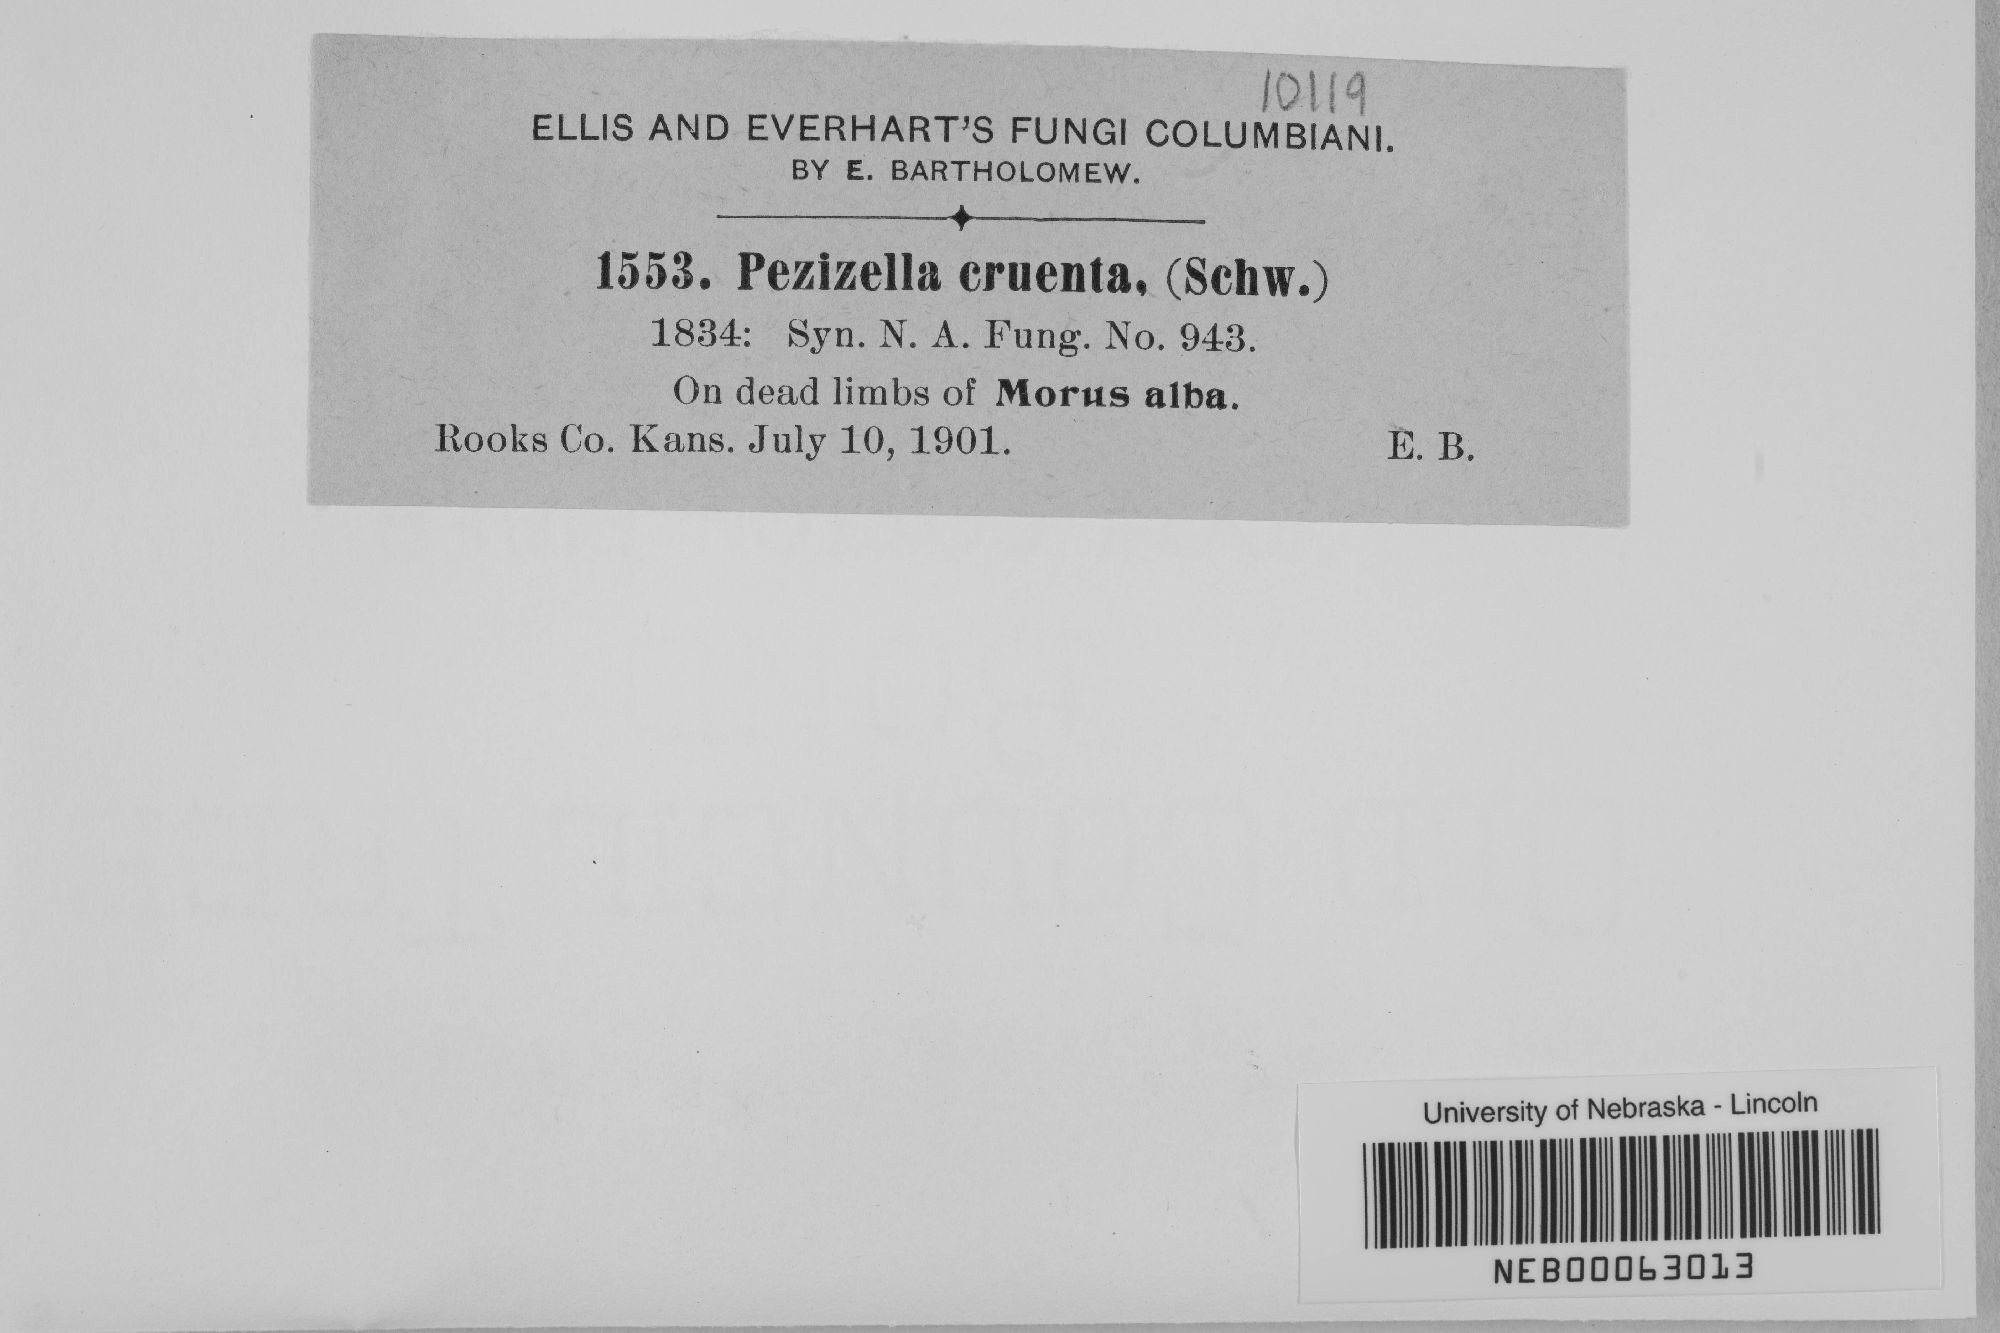 10119
ELLIS AND EVERHART'S FUNGI COLUMBIANI.
BY E. BARTHOLOMEW.
1553. Pezizella cruenta, (Schw.)
1834: Syn. N. A. Fung. No. 943.
On dead limbs of Morus alba.
Rooks Co. Kans. July 10, 1901. E. B.
University of Nebraska - Lincoln
NEB00063013